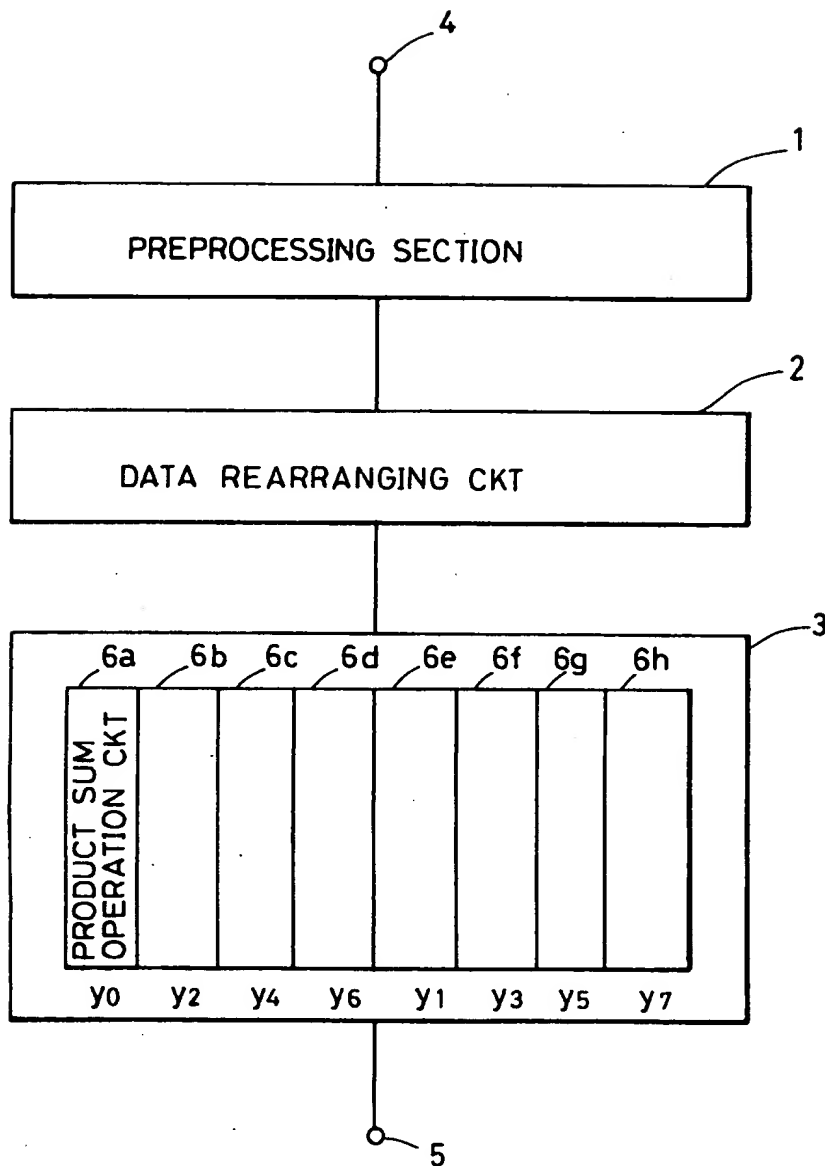 4
1
PREPROCESSING SECTION
2
DATA REARRANGING CKT
3
6a 6b 6c 6d 6e 6f 6g 6h
PRODUCT SUM
OPERATION CKT
y0 y2 y4 y6 y1 y3 y5 y7
5